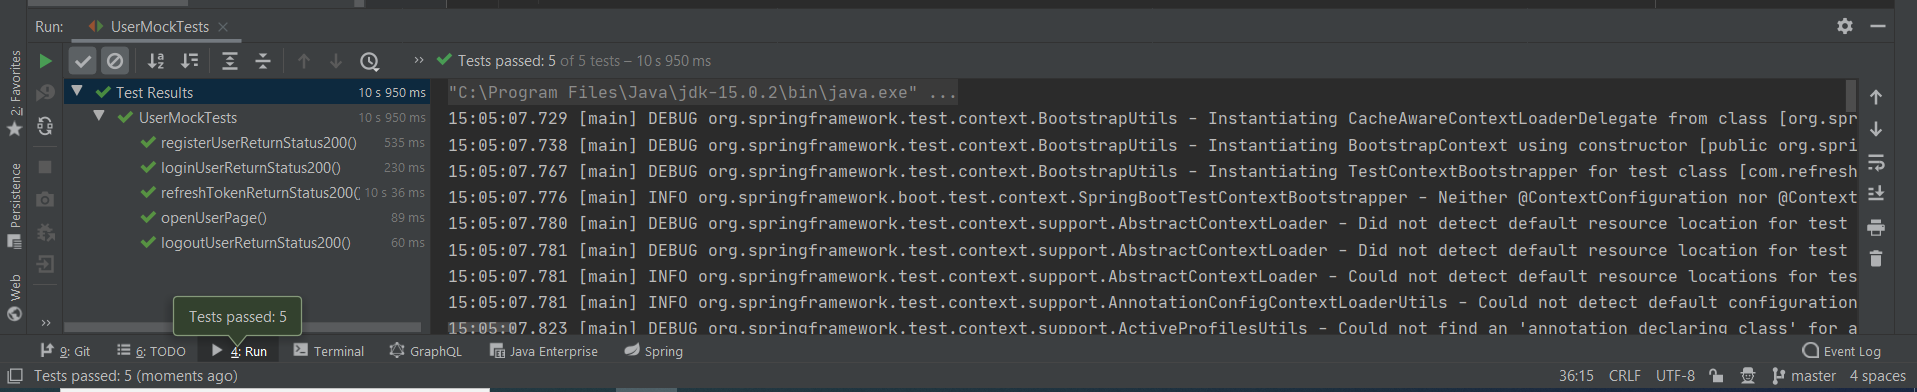 Run: UserMockTests
Tests passed: 5 of 5 tests – 10 s 950 ms
Test Results 10 s 950 ms
UserMockTests 10 s 950 ms
registerUserReturnStatus200() 535 ms
loginUserReturnStatus200() 230 ms
refreshTokenReturnStatus200( 10 s 36 ms
openUserPage() 89 ms
logoutUserReturnStatus200() 60 ms
"C:\Program Files\Java\jdk-15.0.2\bin\java.exe" ...
15:05:07.729 [main] DEBUG org.springframework.test.context.BootstrapUtils - Instantiating CacheAwareContextLoaderDelegate from class [org.spr
15:05:07.738 [main] DEBUG org.springframework.test.context.BootstrapUtils - Instantiating BootstrapContext using constructor [public org.spri
15:05:07.767 [main] DEBUG org.springframework.test.context.BootstrapUtils - Instantiating TestContextBootstrapper for test class [com.refresh
15:05:07.776 [main] INFO org.springframework.boot.test.context.SpringBootTestContextBootstrapper - Neither @ContextConfiguration nor @Context
15:05:07.780 [main] DEBUG org.springframework.test.context.support.AbstractContextLoader - Did not detect default resource location for test
15:05:07.781 [main] DEBUG org.springframework.test.context.support.AbstractContextLoader - Did not detect default resource location for test
15:05:07.781 [main] INFO org.springframework.test.context.support.AbstractContextLoader - Could not detect default resource locations for tes
15:05:07.781 [main] INFO org.springframework.test.context.support.AnnotationConfigContextLoaderUtils - Could not detect default configuration
15:05:07.823 [main] DEBUG org.springframework.test.context.support.ActiveProfilesUtils - Could not find an 'annotation declaring class' for a
2: Favorites
Persistence
Web
Tests passed: 5
9: Git 6: TODO 4: Run Terminal GraphQL Java Enterprise Spring Event Log
Tests passed: 5 (moments ago) 36:15 CRLF UTF-8 master 4 spaces